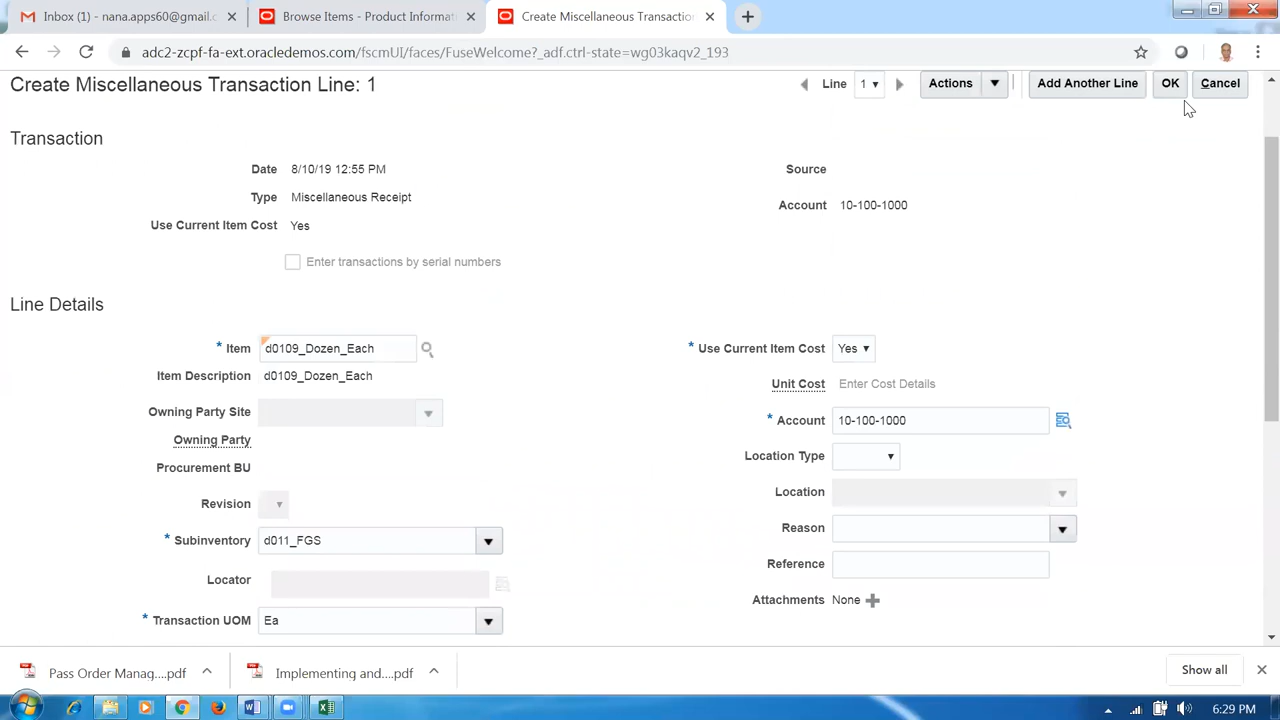 Inbox (1) - nana.apps60@gmail.c
Browse Items - Product Informati
Create Miscellaneous Transactio
adc2-zcpf-fa-ext.oracledemos.com/fscmUI/faces/FuseWelcome?_adf.ctrl-state=wg03kaqv2_193
Create Miscellaneous Transaction Line: 1
Line 1
Actions
Add Another Line
OK
Cancel
Transaction
Date 8/10/19 12:55 PM
Source
Type Miscellaneous Receipt
Account 10-100-1000
Use Current Item Cost Yes
Enter transactions by serial numbers
Line Details
* Item d0109_Dozen_Each
* Use Current Item Cost Yes
Item Description d0109_Dozen_Each
Unit Cost Enter Cost Details
Owning Party Site
* Account 10-100-1000
Owning Party
Location Type
Procurement BU
Location
Revision
Reason
* Subinventory d011_FGS
Reference
Locator
Attachments None
* Transaction UOM Ea
Pass Order Manag....pdf
Implementing and....pdf
Show all
6:29 PM